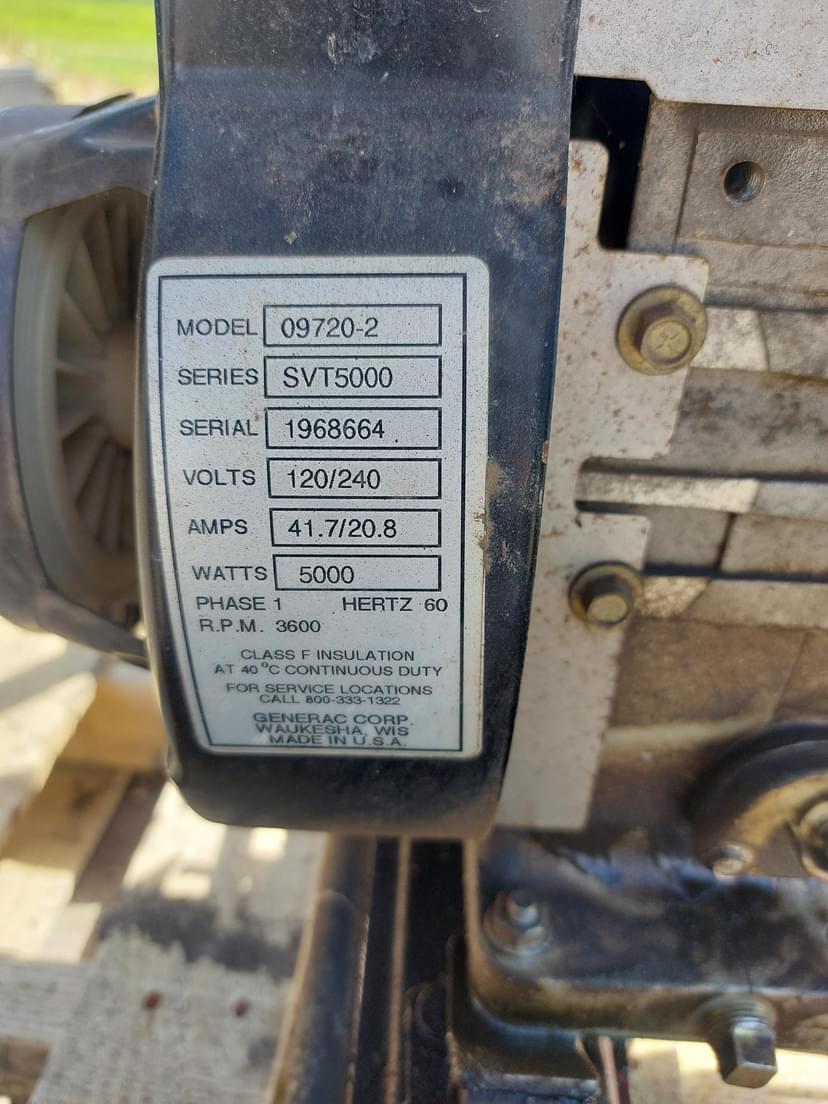 MODEL 09720-2
SERIES SVT5000
SERIAL 1968664
VOLTS 120/240
AMPS 41.7/20.8
WATTS 5000
PHASE 1 HERTZ 60
R.P.M. 3600
CLASS F INSULATION
AT 40 °C CONTINUOUS DUTY
FOR SERVICE LOCATIONS
CALL 800-333-1322
GENERAC CORP.
WAUKESHA, WIS
MADE IN U.S.A.